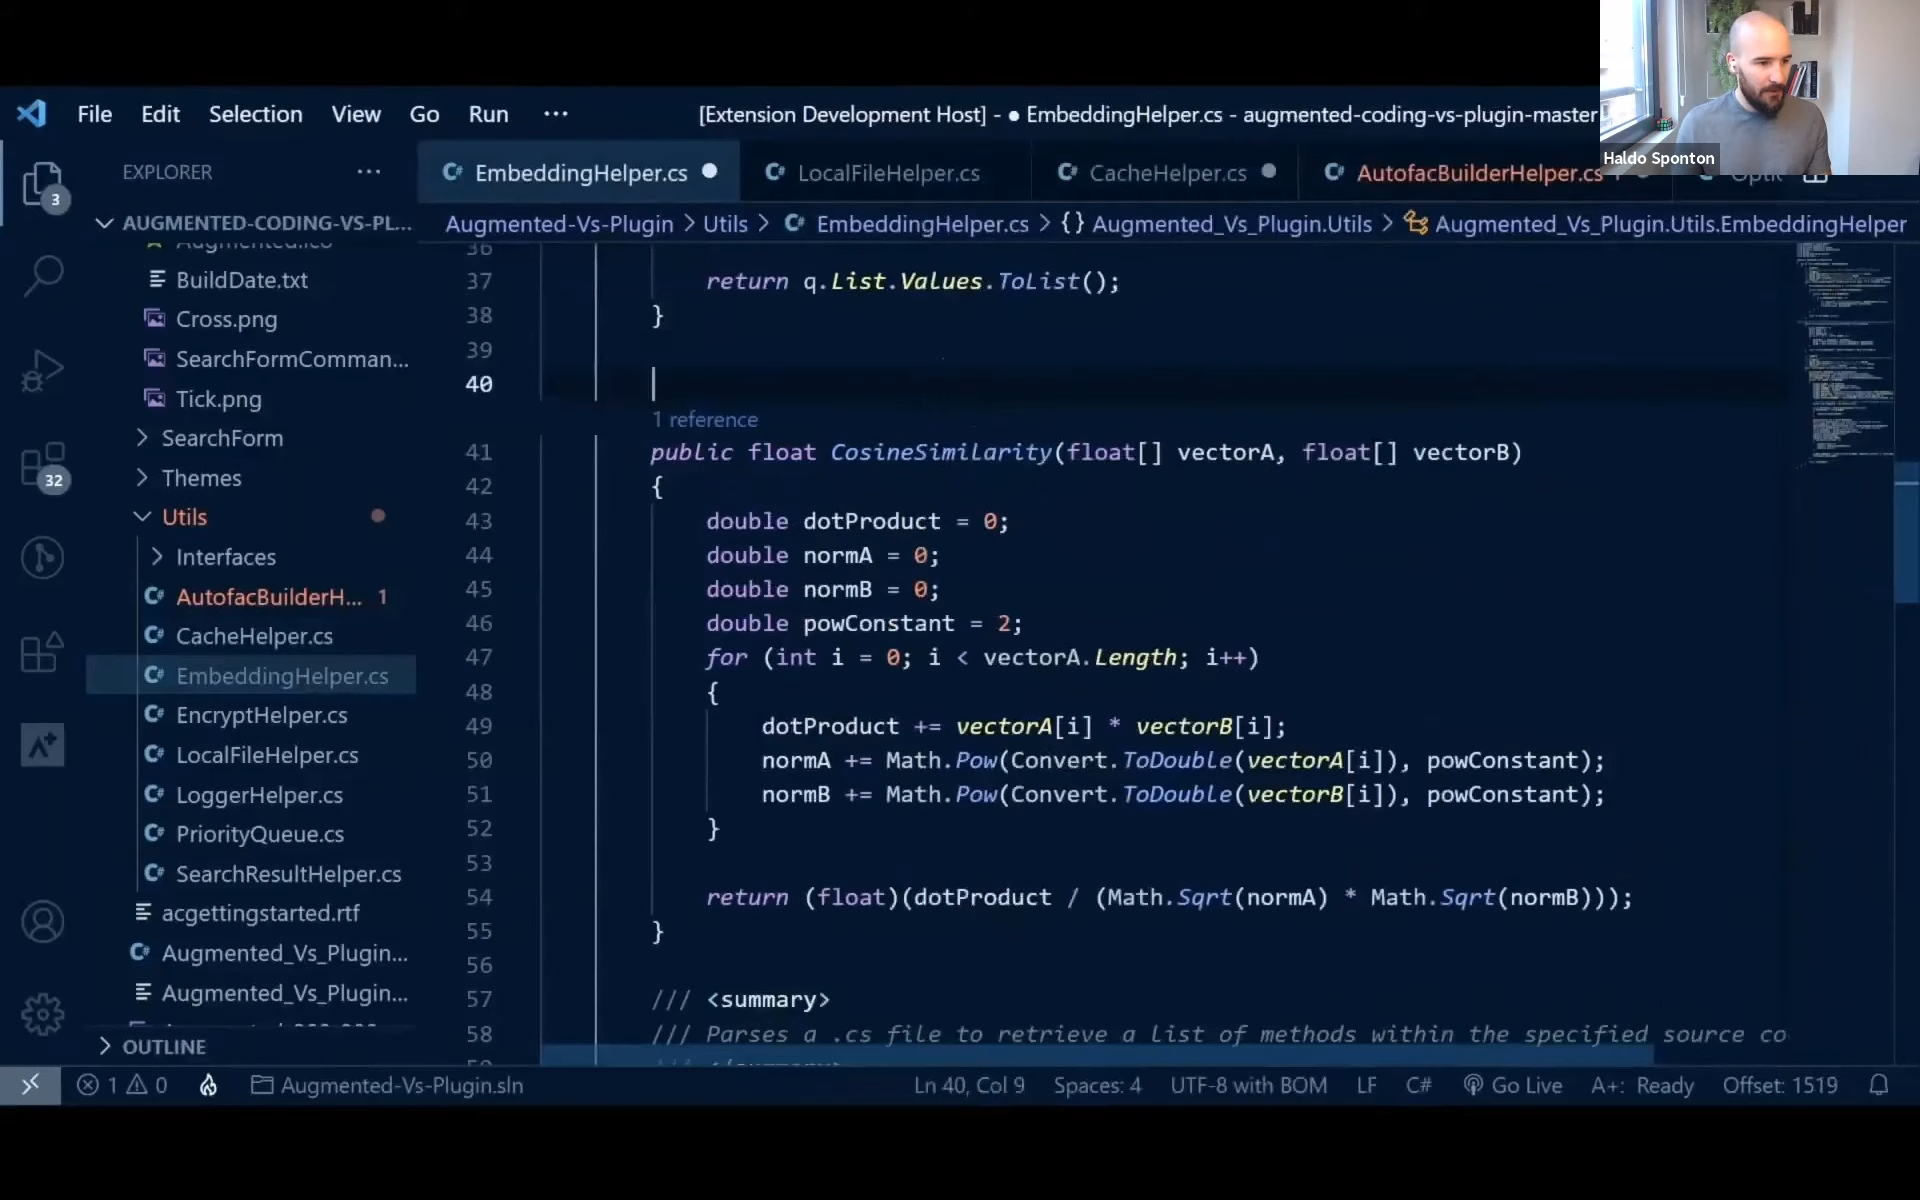 File Edit Selection View Go Run ··· [Extension Development Host] - ● EmbeddingHelper.cs - augmented-coding-vs-plugin-master
Haldo Sponton
EXPLORER ···
EmbeddingHelper.cs LocalFileHelper.cs CacheHelper.cs AutofacBuilderHelper.cs
Augmented-Vs-Plugin > Utils > EmbeddingHelper.cs > {} Augmented_Vs_Plugin.Utils > Augmented_Vs_Plugin.Utils.EmbeddingHelper
3
AUGMENTED-CODING-VS-PL...
BuildDate.txt
Cross.png
SearchFormComman...
Tick.png
SearchForm
Themes
32
Utils
Interfaces
AutofacBuilderH... 1
CacheHelper.cs
EmbeddingHelper.cs
EncryptHelper.cs
LocalFileHelper.cs
LoggerHelper.cs
PriorityQueue.cs
SearchResultHelper.cs
acgettingstarted.rtf
Augmented_Vs_Plugin...
Augmented_Vs_Plugin...
OUTLINE
36
37 return q.List.Values.ToList();
38 }
39
40
1 reference
41 public float CosineSimilarity(float[] vectorA, float[] vectorB)
42 {
43 double dotProduct = 0;
44 double normA = 0;
45 double normB = 0;
46 double powConstant = 2;
47 for (int i = 0; i < vectorA.Length; i++)
48 {
49 dotProduct += vectorA[i] * vectorB[i];
50 normA += Math.Pow(Convert.ToDouble(vectorA[i]), powConstant);
51 normB += Math.Pow(Convert.ToDouble(vectorB[i]), powConstant);
52 }
53
54 return (float)(dotProduct / (Math.Sqrt(normA) * Math.Sqrt(normB)));
55 }
56
57 /// <summary>
58 /// Parses a .cs file to retrieve a list of methods within the specified source co
1 0 Augmented-Vs-Plugin.sln Ln 40, Col 9 Spaces: 4 UTF-8 with BOM LF C# Go Live A+: Ready Offset: 1519